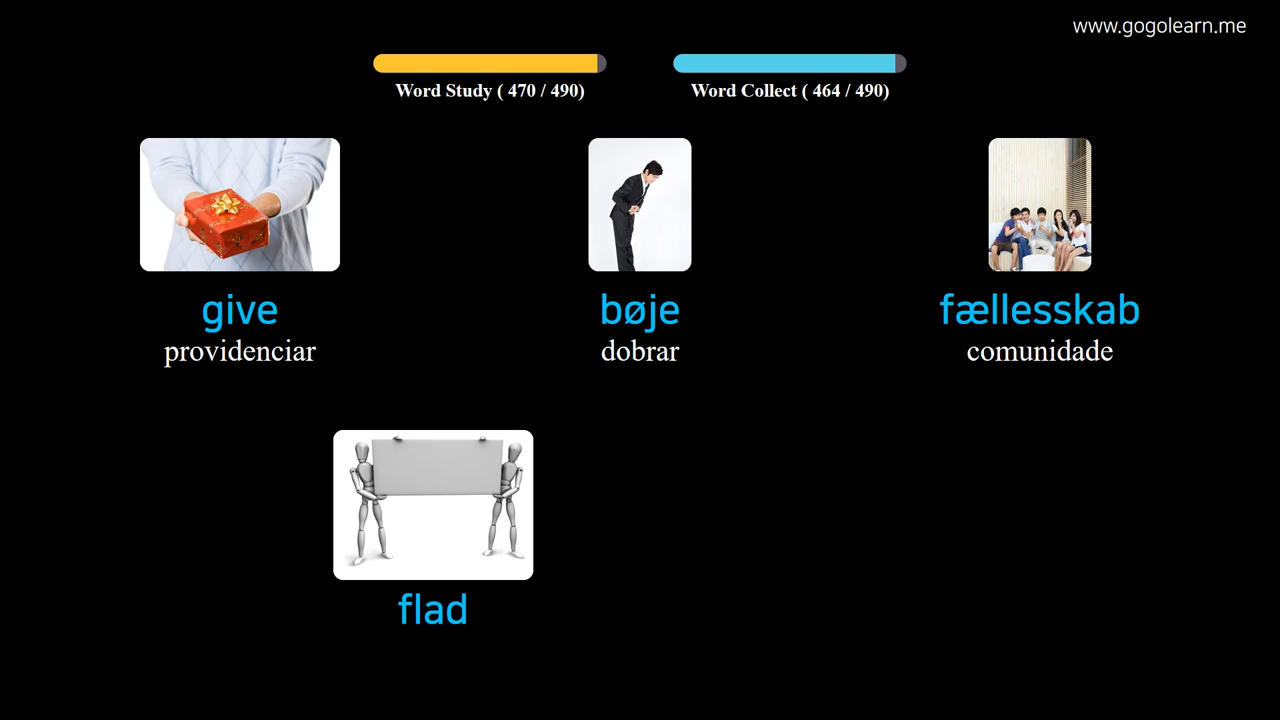 www.gogolearn.me
Word Study ( 470 / 490)
Word Collect ( 464 / 490)
give
bøje
fællesskab
providenciar
dobrar
comunidade
flad